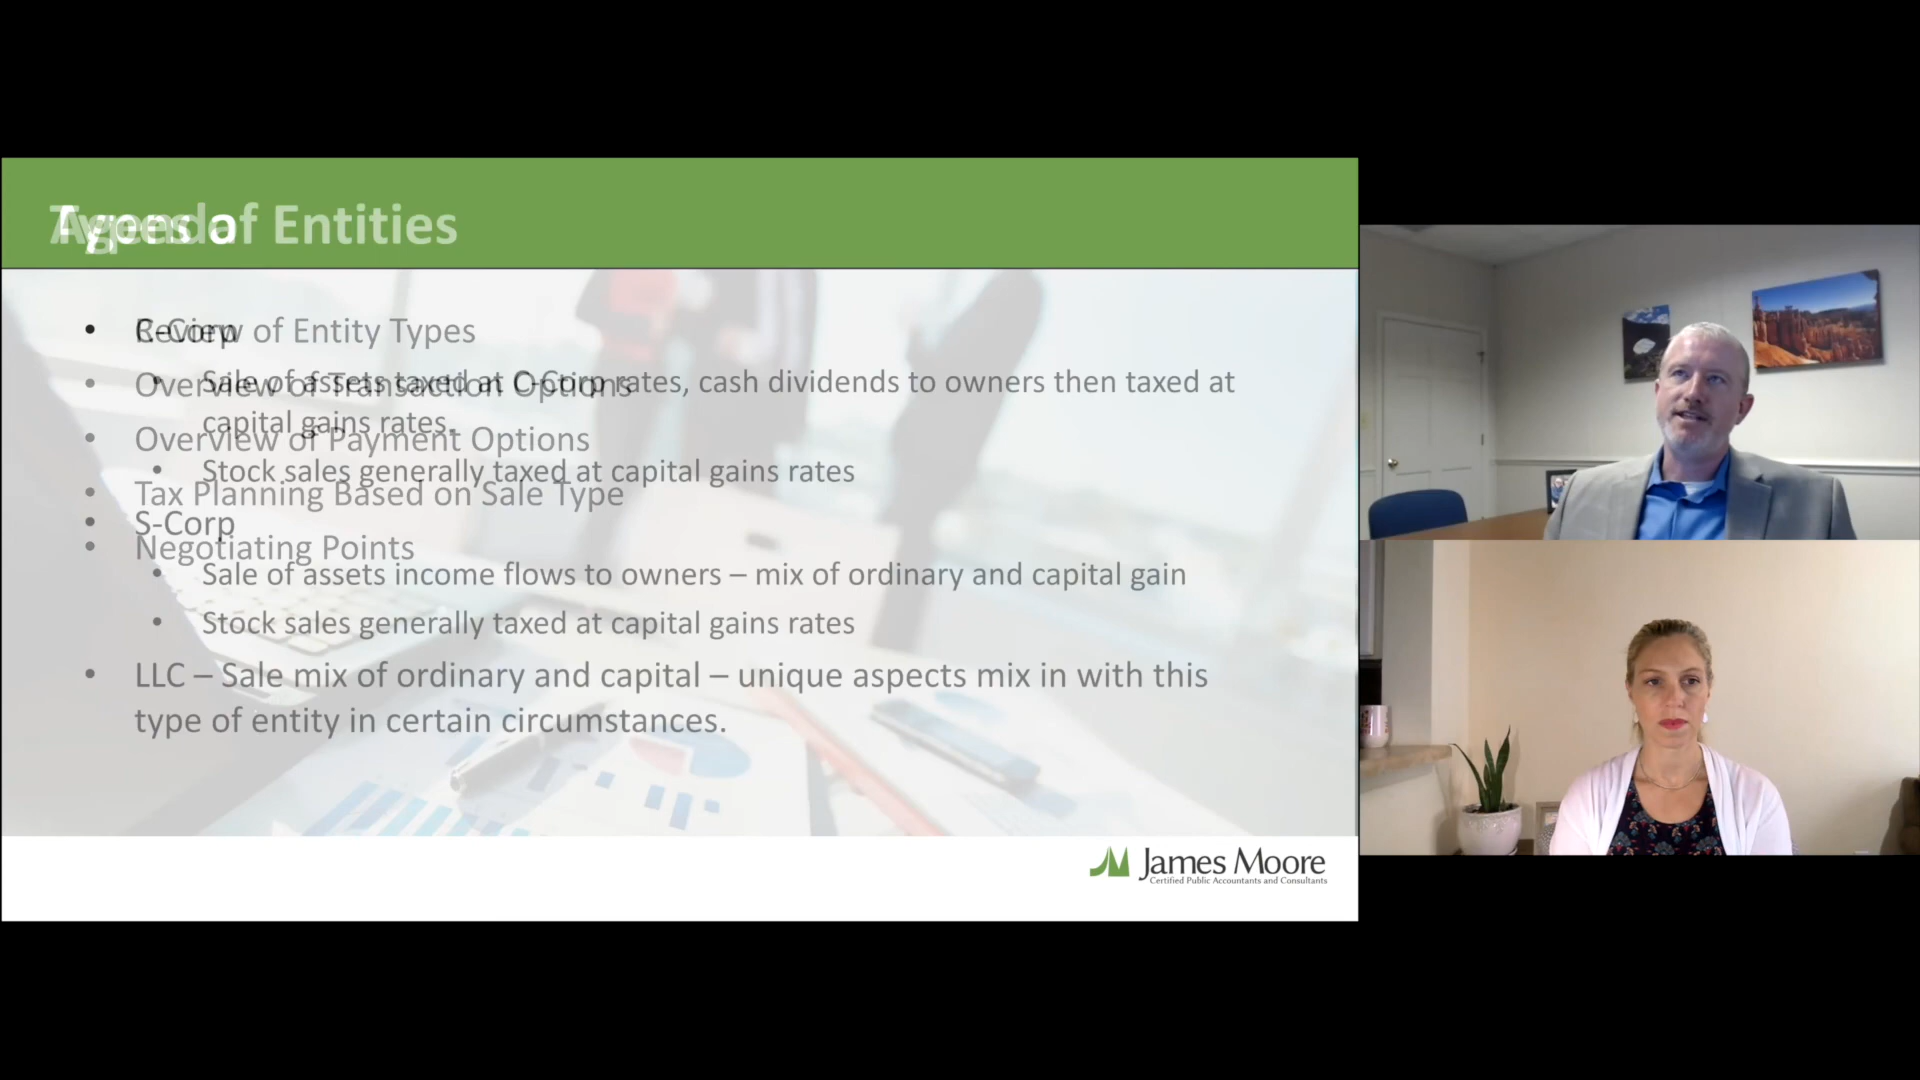 Agenda
Types of Entities
Review of Entity Types
Overview of Transaction Options
Overview of Payment Options
Tax Planning Based on Sale Type
Negotiating Points
C-Corp
Sale of assets taxed at C-Corp rates, cash dividends to owners then taxed at
capital gains rates.
Stock sales generally taxed at capital gains rates
S-Corp
Sale of assets income flows to owners – mix of ordinary and capital gain
Stock sales generally taxed at capital gains rates
LLC – Sale mix of ordinary and capital – unique aspects mix in with this
type of entity in certain circumstances.
James Moore
Certified Public Accountants and Consultants